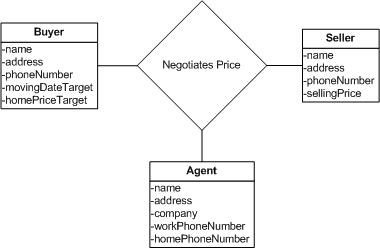 Buyer
-name
-address
-phoneNumber
-movingDateTarget
-homePriceTarget
Negotiates Price
Seller
-name
-address
-phoneNumber
-sellingPrice
Agent
-name
-address
-company
-workPhoneNumber
-homePhoneNumber